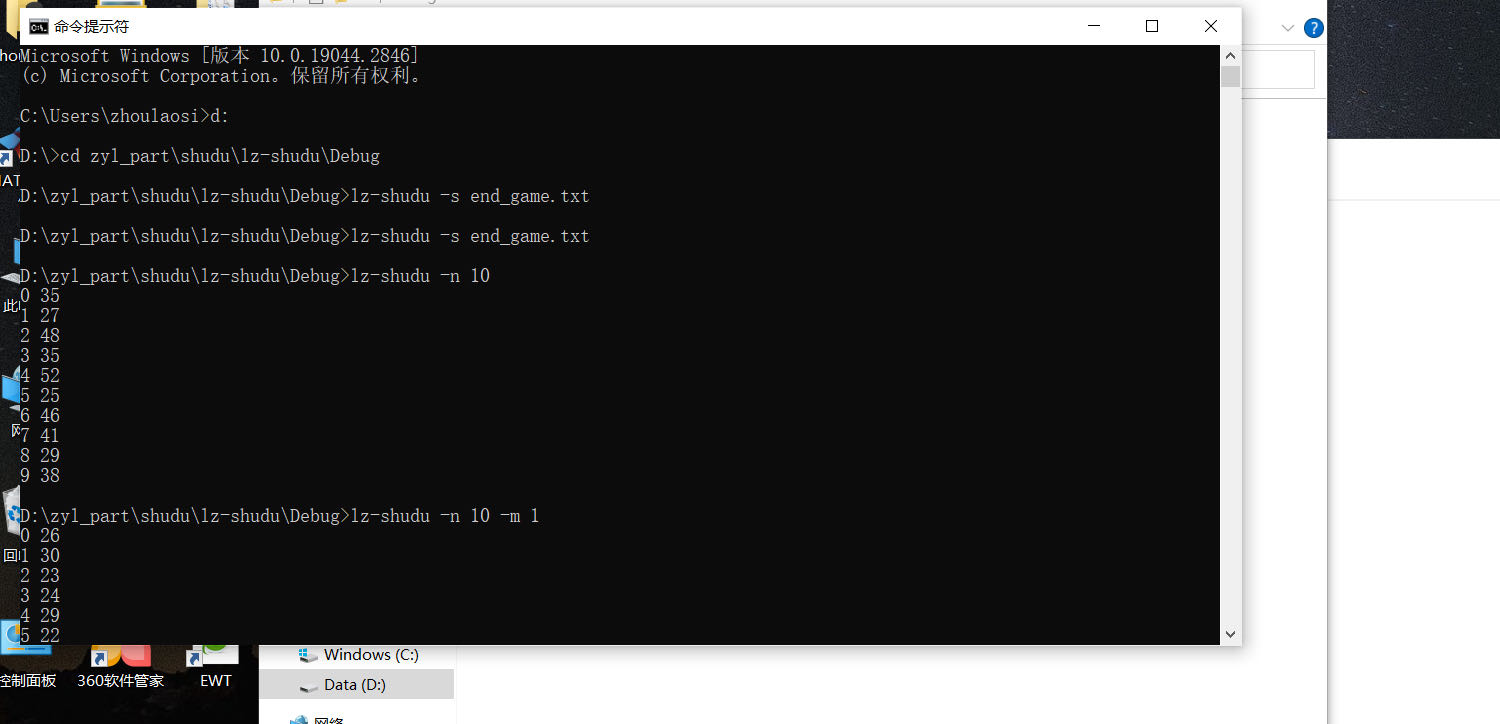 命令提示符
Microsoft Windows [版本 10.0.19044.2846]
(c) Microsoft Corporation。保留所有权利。
C:\Users\zhoulaosi>d:
D:\>cd zyl_part\shudu\lz-shudu\Debug
D:\zyl_part\shudu\lz-shudu\Debug>lz-shudu -s end_game.txt
D:\zyl_part\shudu\lz-shudu\Debug>lz-shudu -s end_game.txt
D:\zyl_part\shudu\lz-shudu\Debug>lz-shudu -n 10
0 35
1 27
2 48
3 35
4 52
5 25
6 46
7 41
8 29
9 38
D:\zyl_part\shudu\lz-shudu\Debug>lz-shudu -n 10 -m 1
0 26
1 30
2 23
3 24
4 29
5 22
Windows (C:)
Data (D:)
网络
控制面板
360软件管家
EWT